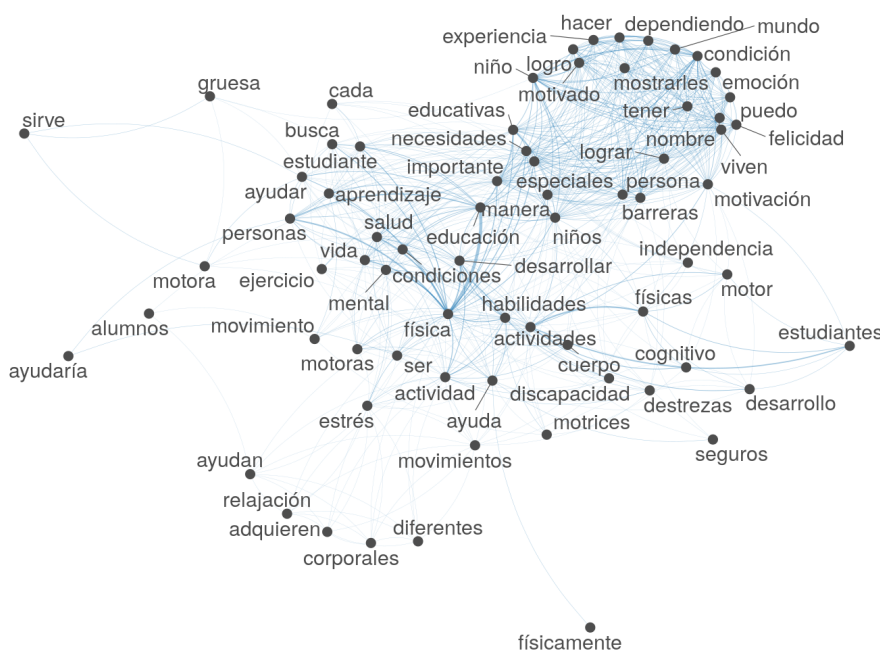 hacer
dependiendo
mundo
experiencia
condición
niño
logro
mostrarles
emoción
gruesa
cada
motivado
sirve
educativas
tener
puedo
busca
necesidades
nombre
felicidad
estudiante
importante
lograr
viven
ayudar
aprendizaje
especiales
persona
motivación
personas
salud
manera
barreras
educación
niños
vida
independencia
motora
ejercicio
condiciones
desarrollar
motor
mental
habilidades
físicas
alumnos
movimiento
física
actividades
estudiantes
ayudaría
motoras
ser
cuerpo
cognitivo
actividad
discapacidad
destrezas
desarrollo
estrés
ayuda
motrices
ayudan
movimientos
seguros
relajación
adquieren
diferentes
corporales
físicamente